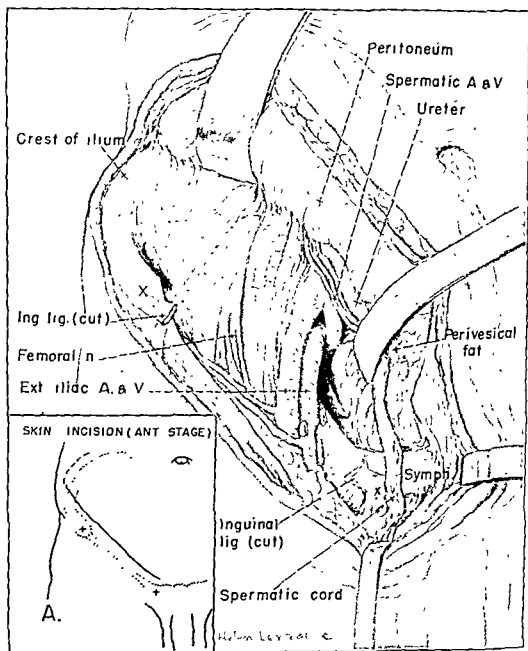 Peritoneum
Spermatic A & V
Ureter
Crest of ilium
X
Ing lig. (cut)
Femoral n
Ext iliac A. & V
Perivesical
fat
SKIN INCISION (ANT STAGE)
Symph
x
Inguinal
lig (cut)
Spermatic cord
A.